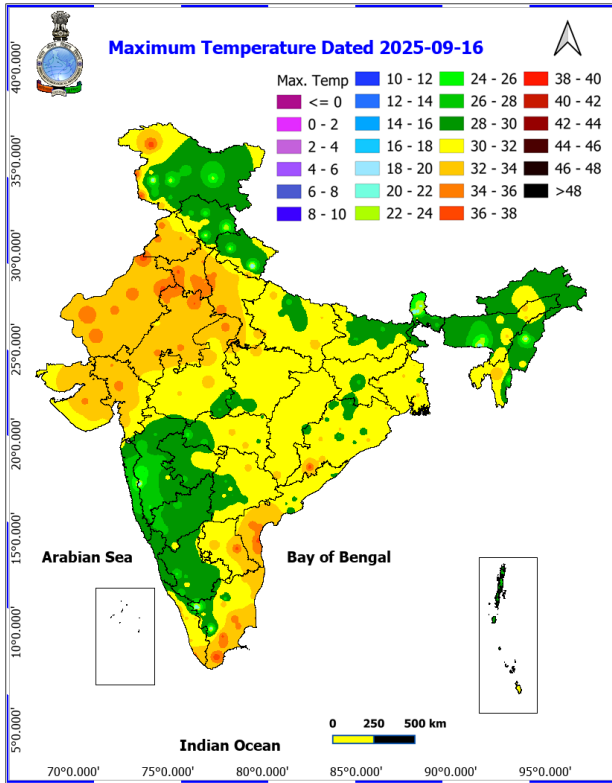 Maximum Temperature Dated 2025-09-16
Max. Temp
<= 0
0 - 2
2 - 4
4 - 6
6 - 8
8 - 10
10 - 12
12 - 14
14 - 16
16 - 18
18 - 20
20 - 22
22 - 24
24 - 26
26 - 28
28 - 30
30 - 32
32 - 34
34 - 36
36 - 38
38 - 40
40 - 42
42 - 44
44 - 46
46 - 48
>48
40°0.000'
35°0.000'
30°0.000'
25°0.000'
20°0.000'
15°0.000'
10°0.000'
5°0.000'
Arabian Sea
Bay of Bengal
Indian Ocean
0 250 500 km
70°0.000' 75°0.000' 80°0.000' 85°0.000' 90°0.000' 95°0.000'